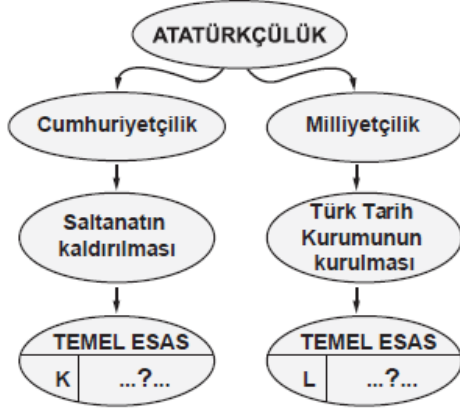 ATATÜRKÇÜLÜK
Cumhuriyetçilik
Milliyetçilik
Saltanatın
kaldırılması
Türk Tarih
Kurumunun
kurulması
TEMEL ESAS
K ...?...
TEMEL ESAS
L ...?...